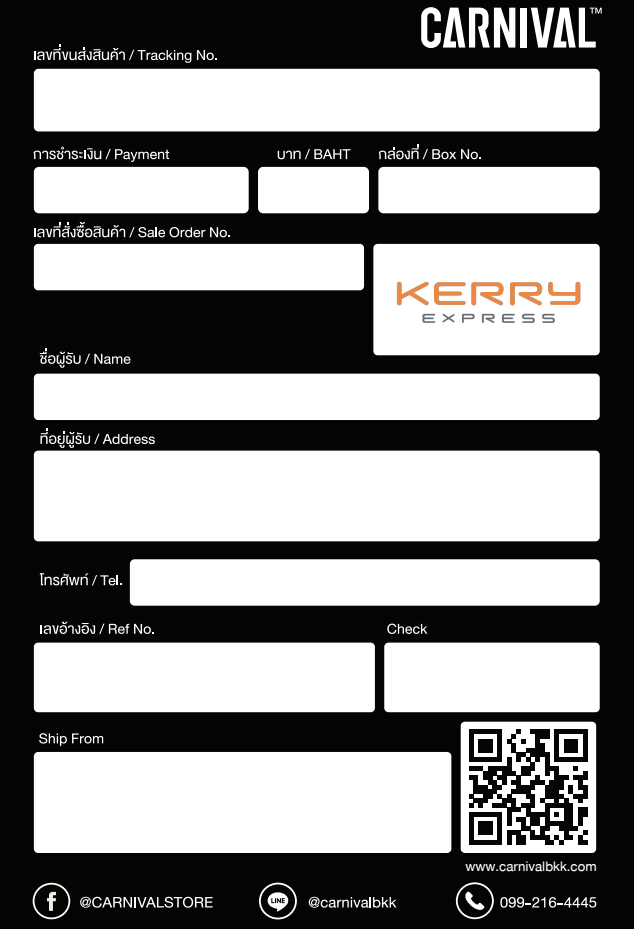 CARNIVAL™
เลขที่ขนส่งสินค้า / Tracking No.
การชำระเงิน / Payment
บาท / BAHT
กล่องที่ / Box No.
เลขที่สั่งซื้อสินค้า / Sale Order No.
KERRY
EXPRESS
ชื่อผู้รับ / Name
ที่อยู่ผู้รับ / Address
โทรศัพท์ / Tel.
เลขอ้างอิง / Ref No.
Check
Ship From
www.carnivalbkk.com
f @CARNIVALSTORE
LINE @carnivalbkk
099-216-4445